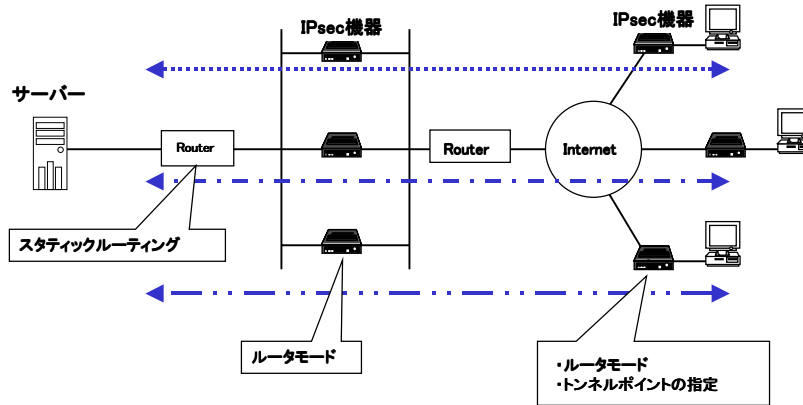 IPsec機器
IPsec機器
サーバー
Router
Router
Internet
スタティックルーティング
ルータモード
・ルータモード
・トンネルポイントの指定